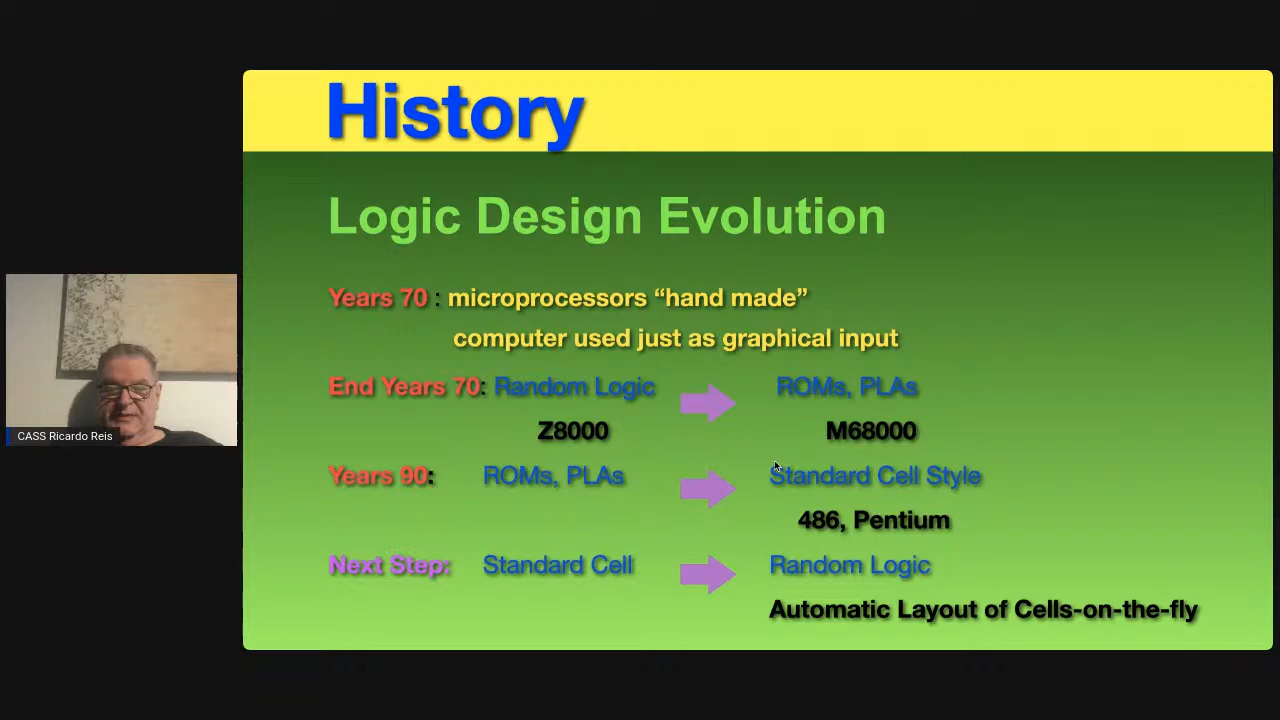 History
Logic Design Evolution
Years 70 : microprocessors “hand made”
computer used just as graphical input
End Years 70: Random Logic ROMs, PLAs
Z8000 M68000
CASS Ricardo Reis
Years 90: ROMs, PLAs Standard Cell Style
486, Pentium
Next Step: Standard Cell Random Logic
Automatic Layout of Cells-on-the-fly